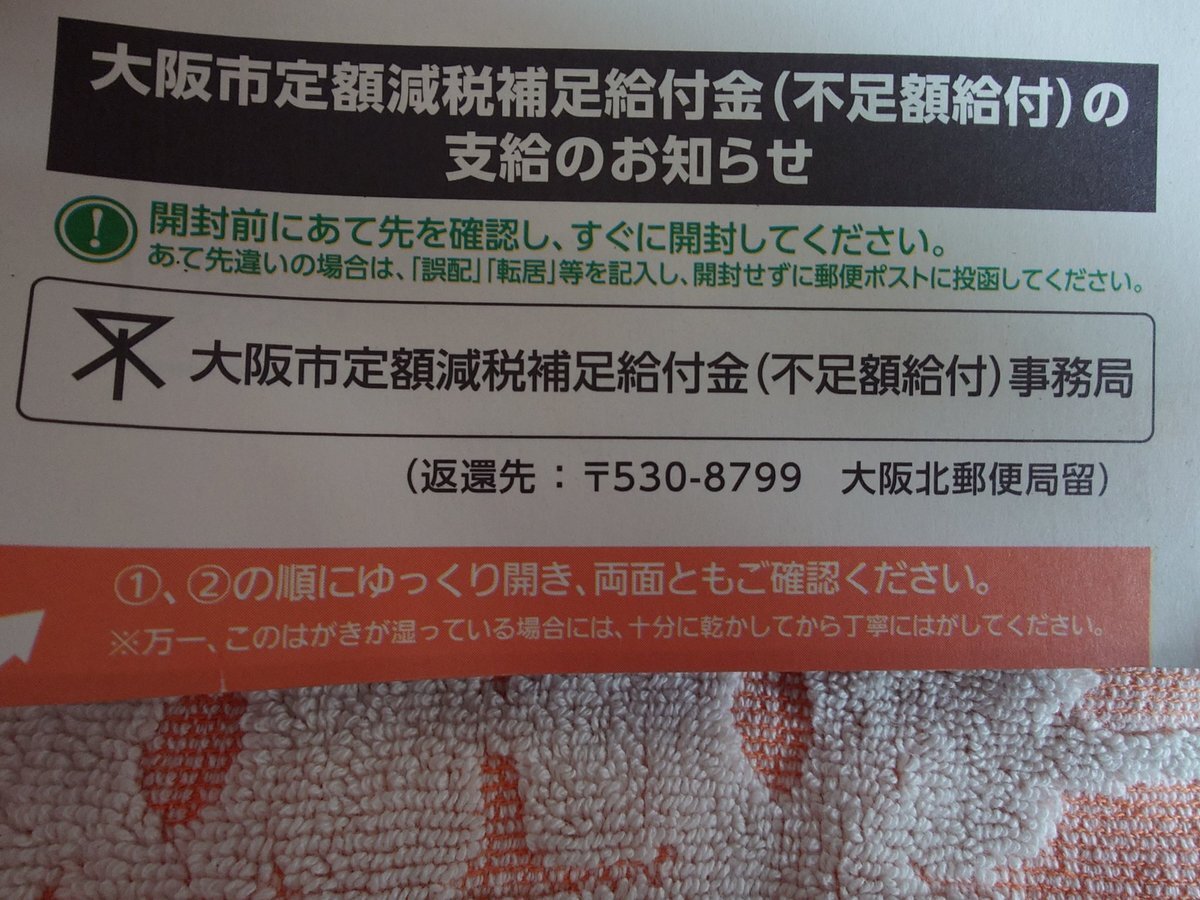 大阪市定額減税補足給付金(不足額給付)の
支給のお知らせ
! 開封前にあて先を確認し、すぐに開封してください。
あて先違いの場合は、「誤配」「転居」等を記入し、開封せずに郵便ポストに投函してください。
大阪市定額減税補足給付金(不足額給付)事務局
(返還先:〒530-8799 大阪北郵便局留)
①、②の順にゆっくり開き、両面ともご確認ください。
※万一、このはがきが湿っている場合には、十分に乾かしてから丁寧にはがしてください。